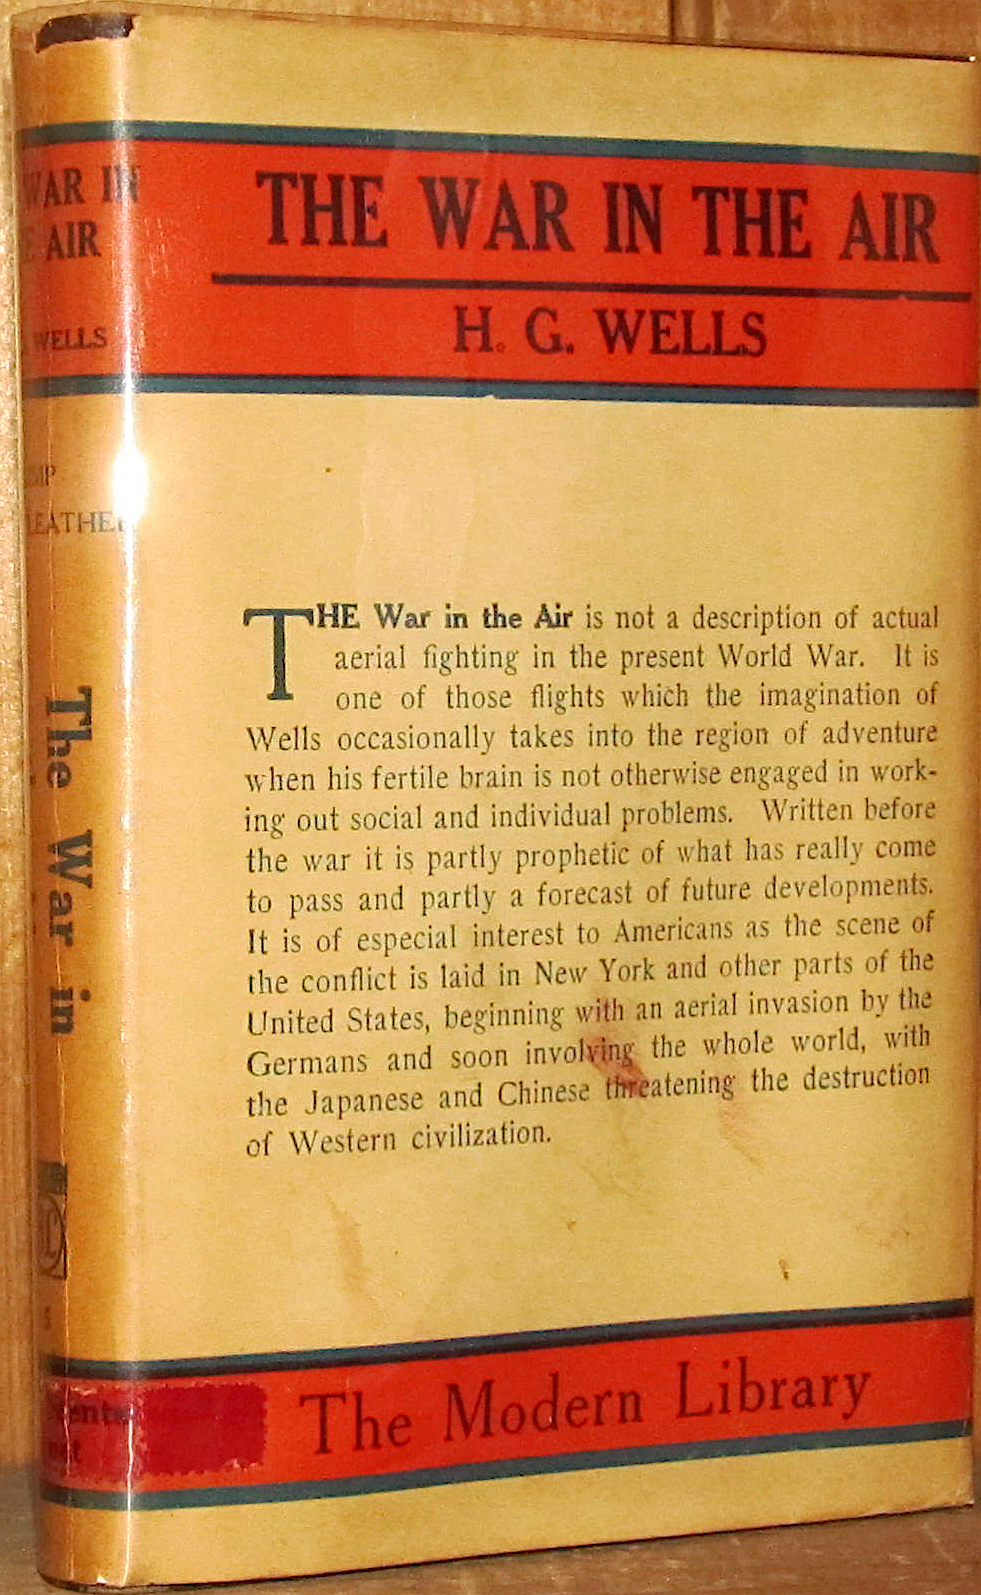 THE WAR IN THE AIR
H. G. WELLS
THE War in the Air is not a description of actual
aerial fighting in the present World War. It is
one of those flights which the imagination of
Wells occasionally takes into the region of adventure
when his fertile brain is not otherwise engaged in work-
ing out social and individual problems. Written before
the war it is partly prophetic of what has really come
to pass and partly a forecast of future developments.
It is of especial interest to Americans as the scene of
the conflict is laid in New York and other parts of the
United States, beginning with an aerial invasion by the
Germans and soon involving the whole world, with
the Japanese and Chinese threatening the destruction
of Western civilization.
The Modern Library
WAR IN
AIR
WELLS
LEATHER
The War in